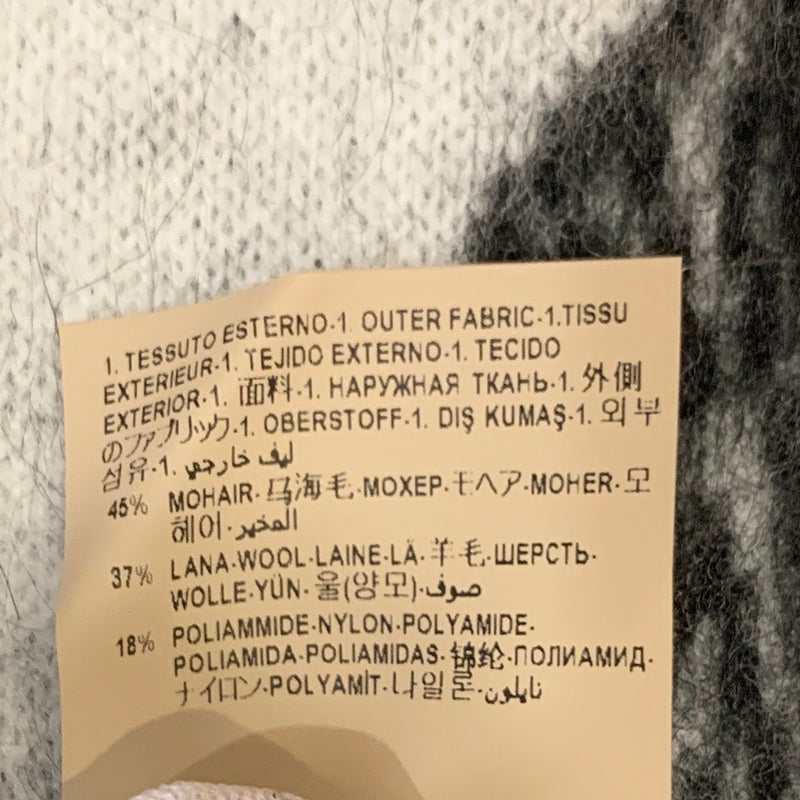 1. TESSUTO ESTERNO-1. OUTER FABRIC-1.TISSU
EXTERIEUR-1. TEJIDO EXTERNO-1. TECIDO
EXTERIOR-1. 面料-1. НАРУЖНАЯ ТКАНЬ-1. 外側
のファブリック-1. OBERSTOFF-1. DIŞ KUMAŞ-1. 외부
섬유-1. ليف خارجي
45% MOHAIR-马海毛-МОХЕР-モヘア-MOHER-모
헤어-المخير
37% LANA-WOOL-LAINE-LÃ-羊毛-ШЕРСТЬ-
WOLLE-YÜN-울(양모)-صوف
18% POLIAMMIDE-NYLON-POLYAMIDE-
POLIAMIDA-POLIAMIDAS-锦纶-ПОЛИАМИД-
ナイロン-POLYAMİT-나일론-نايلون